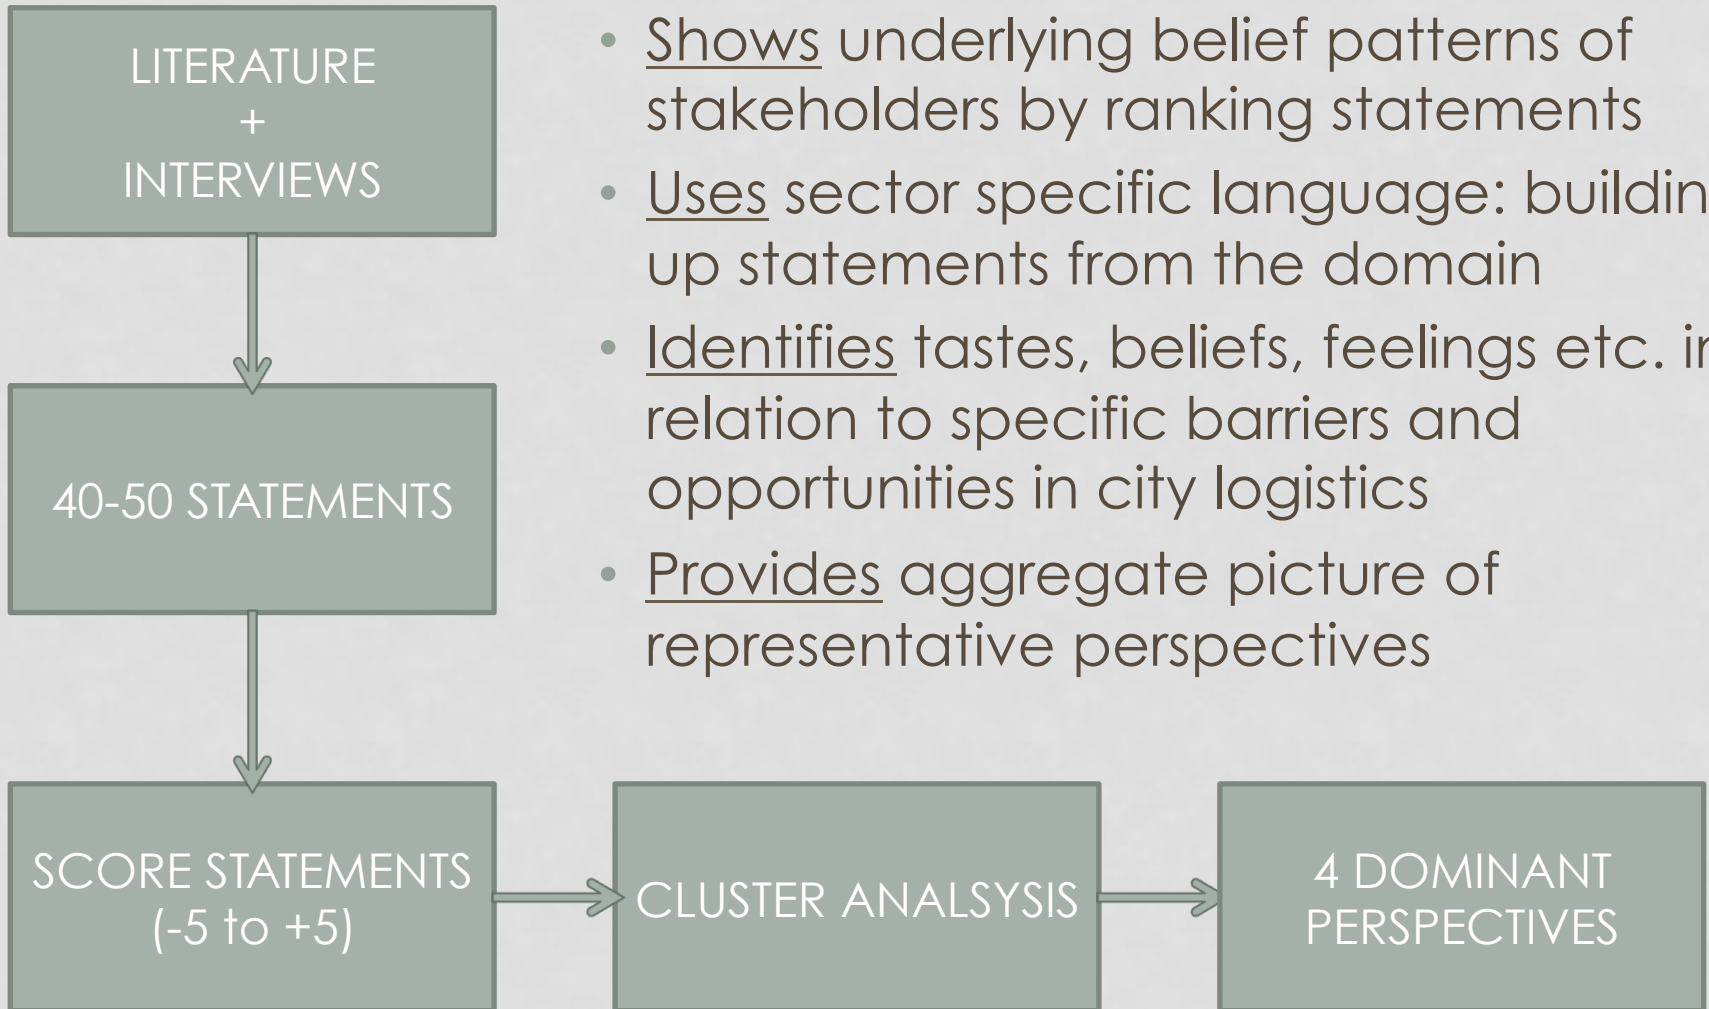 LITERATURE
+
INTERVIEWS
40-50 STATEMENTS
SCORE STATEMENTS
(-5 to +5)
CLUSTER ANALSYSIS
4 DOMINANT
PERSPECTIVES
• Shows underlying belief patterns of
stakeholders by ranking statements
• Uses sector specific language: buildin
up statements from the domain
• Identifies tastes, beliefs, feelings etc. in
relation to specific barriers and
opportunities in city logistics
• Provides aggregate picture of
representative perspectives